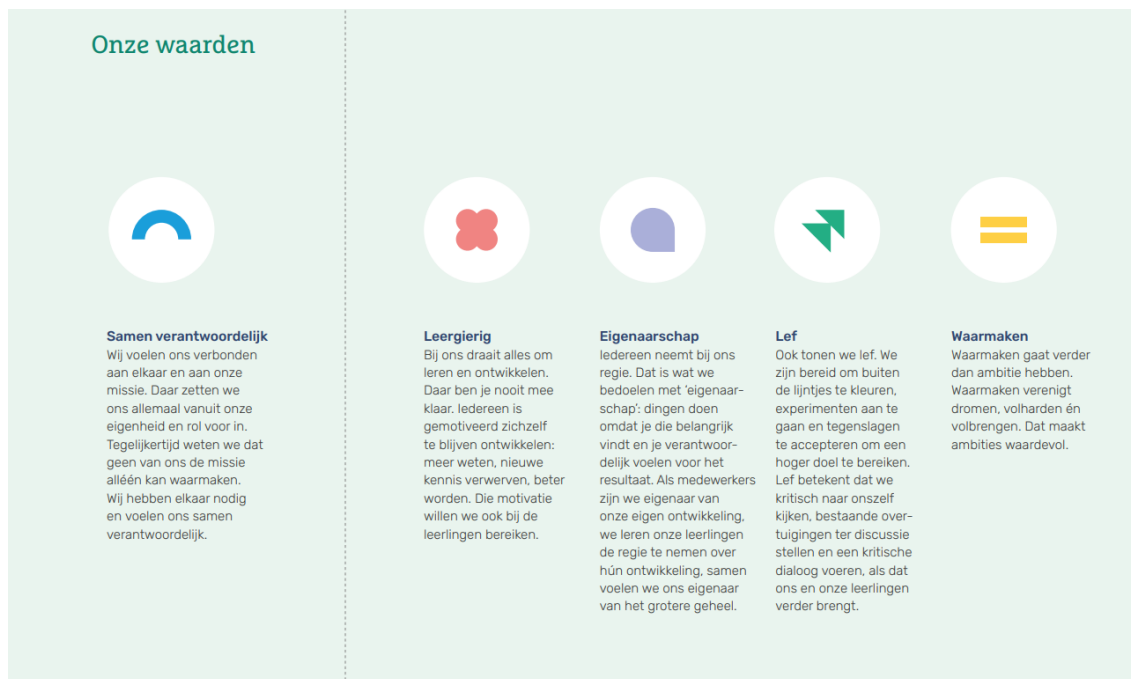 Onze waarden
Samen verantwoordelijk
Wij voelen ons verbonden
aan elkaar en aan onze
missie. Daar zetten we
ons allemaal vanuit onze
eigenheid en rol voor in.
Tegelijkertijd weten we dat
geen van ons de missie
alléén kan waarmaken.
Wij hebben elkaar nodig
en voelen ons samen
verantwoordelijk.
Leergierig
Bij ons draait alles om
leren en ontwikkelen.
Daar ben je nooit mee
klaar. Iedereen is
gemotiveerd zichzelf
te blijven ontwikkelen:
meer weten, nieuwe
kennis verwerven, beter
worden. Die motivatie
willen we ook bij de
leerlingen bereiken.
Eigenaarschap
Iedereen neemt bij ons
regie. Dat is wat we
bedoelen met ‘eigenaar-
schap’: dingen doen
omdat je die belangrijk
vindt en je verantwoor-
delijk voelen voor het
resultaat. Als medewerkers
zijn we eigenaar van
onze eigen ontwikkeling,
we leren onze leerlingen
de regie te nemen over
hún ontwikkeling, samen
voelen we ons eigenaar
van het grotere geheel.
Lef
Ook tonen we lef. We
zijn bereid om buiten
de lijntjes te kleuren,
experimenten aan te
gaan en tegenslagen
te accepteren om een
hoger doel te bereiken.
Lef betekent dat we
kritisch naar onszelf
kijken, bestaande over-
tuigingen ter discussie
stellen en een kritische
dialoog voeren, als dat
ons en onze leerlingen
verder brengt.
Waarmaken
Waarmaken gaat verder
dan ambitie hebben.
Waarmaken verenigt
dromen, volharden én
volbrengen. Dat maakt
ambities waardevol.